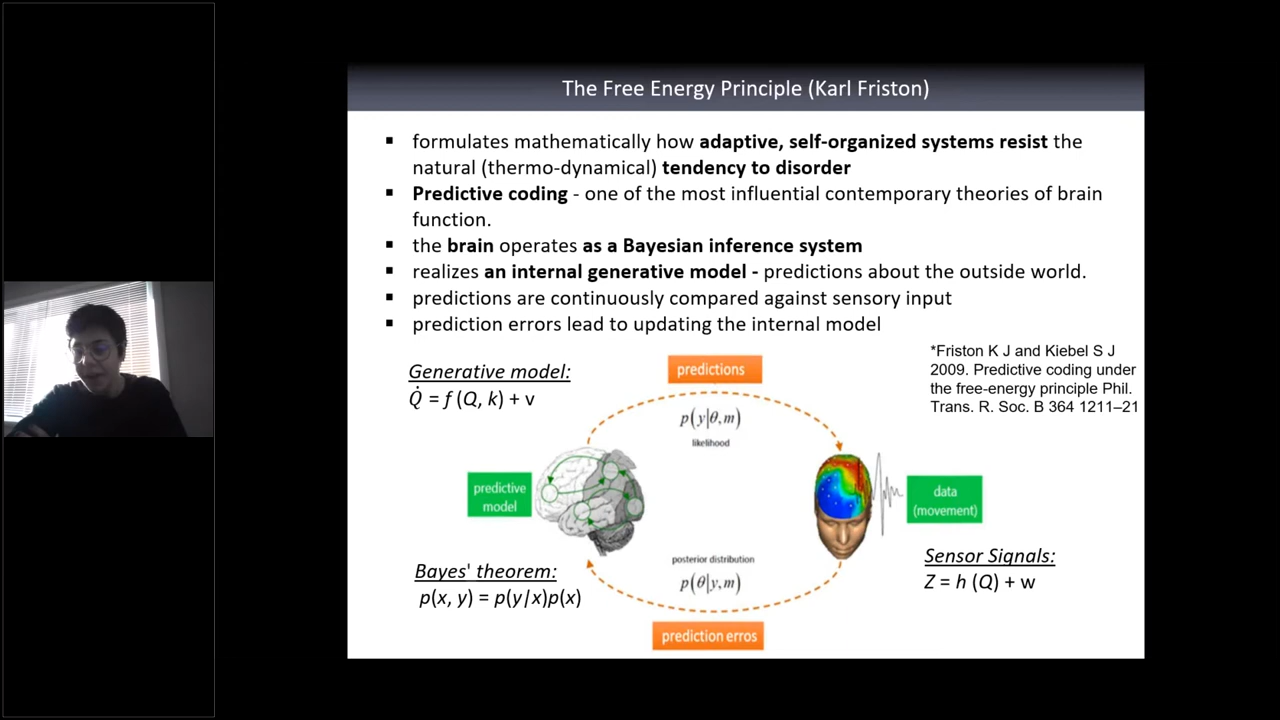 The Free Energy Principle (Karl Friston)
formulates mathematically how adaptive, self-organized systems resist the
natural (thermo-dynamical) tendency to disorder
Predictive coding - one of the most influential contemporary theories of brain
function.
the brain operates as a Bayesian inference system
realizes an internal generative model - predictions about the outside world.
predictions are continuously compared against sensory input
prediction errors lead to updating the internal model
*Friston K J and Kiebel S J
2009. Predictive coding under
the free-energy principle Phil.
Trans. R. Soc. B 364 1211–21
Generative model:
Q̇ = f (Q, k) + v
predictions
p(y|θ,m)
likelihood
predictive
model
data
(movement)
posterior distribution
p(θ|y,m)
Bayes' theorem:
p(x, y) = p(y|x)p(x)
Sensor Signals:
Z = h (Q) + w
prediction erros